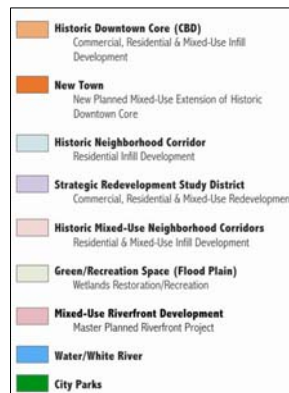 Historic Downtown Core (CBD)
Commercial, Residential & Mixed-Use Infill
Development
New Town
New Planned Mixed-Use Extension of Historic
Downtown Core
Historic Neighborhood Corridor
Residential Infill Development
Strategic Redevelopment Study District
Commercial, Residential & Mixed-Use Redevelopment
Historic Mixed-Use Neighborhood Corridors
Residential & Mixed-Use Infill Development
Green/Recreation Space (Flood Plain)
Wetlands Restoration/Recreation
Mixed-Use Riverfront Development
Master Planned Riverfront Project
Water/White River
City Parks